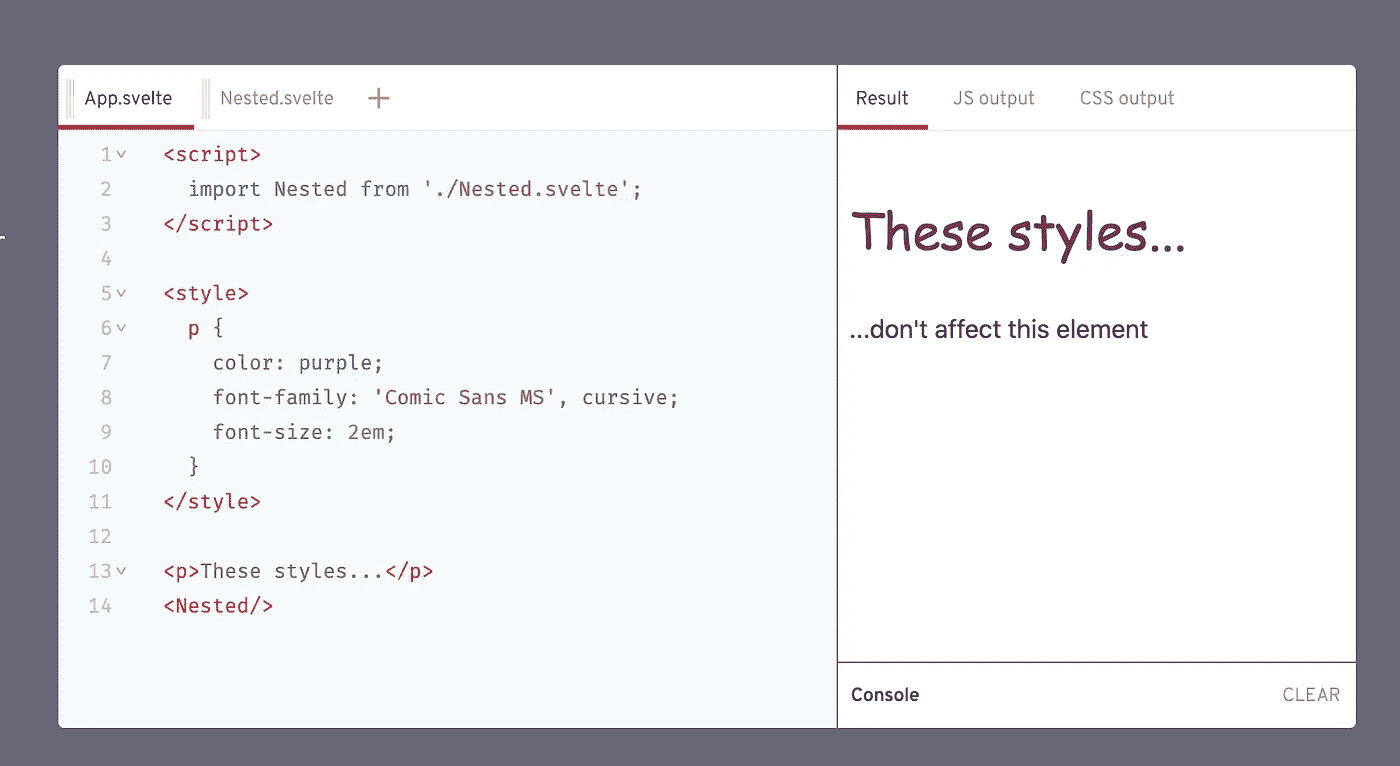 App.svelte Nested.svelte +
1 <script>
2   import Nested from './Nested.svelte';
3 </script>
4
5 <style>
6   p {
7     color: purple;
8     font-family: 'Comic Sans MS', cursive;
9     font-size: 2em;
10   }
11 </style>
12
13 <p>These styles...</p>
14 <Nested/>
Result JS output CSS output
These styles...
...don't affect this element
Console CLEAR